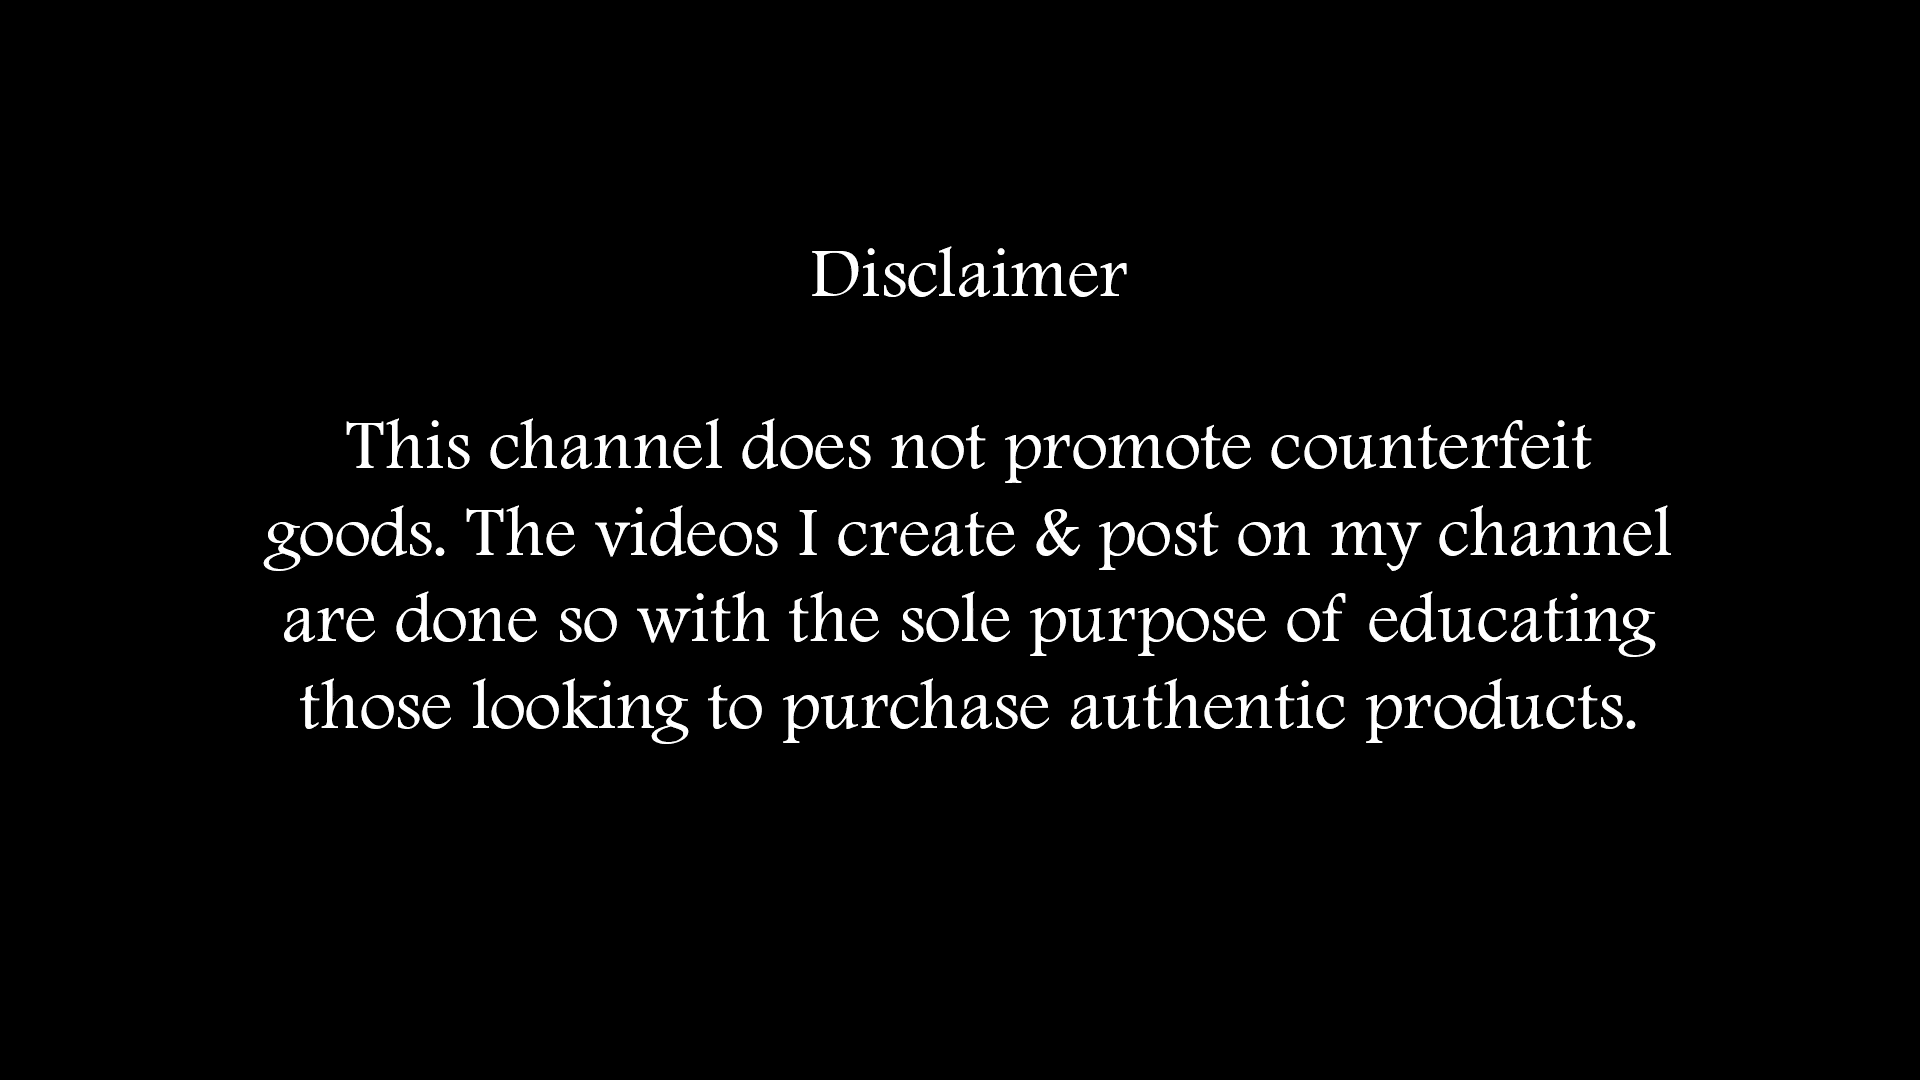 Disclaimer
This channel does not promote counterfeit
goods. The videos I create & post on my channel
are done so with the sole purpose of educating
those looking to purchase authentic products.